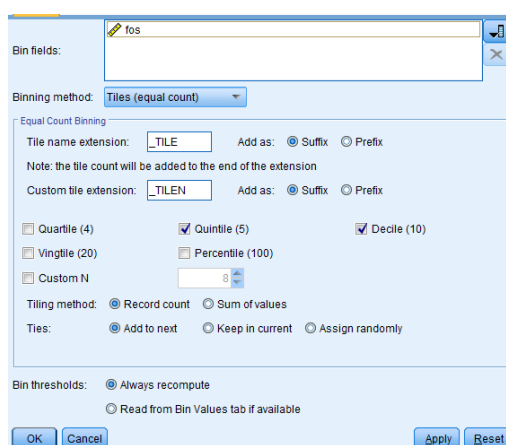 fos
Bin fields:
Binning method: Tiles (equal count)
Equal Count Binning
Tile name extension: _TILE Add as: Suffix Prefix
Note: the tile count will be added to the end of the extension
Custom tile extension: _TILEN Add as: Suffix Prefix
Quartile (4) Quintile (5) Decile (10)
Vingtile (20) Percentile (100)
Custom N 8
Tiling method: Record count Sum of values
Ties: Add to next Keep in current Assign randomly
Bin thresholds: Always recompute
Read from Bin Values tab if available
OK Cancel Apply Reset